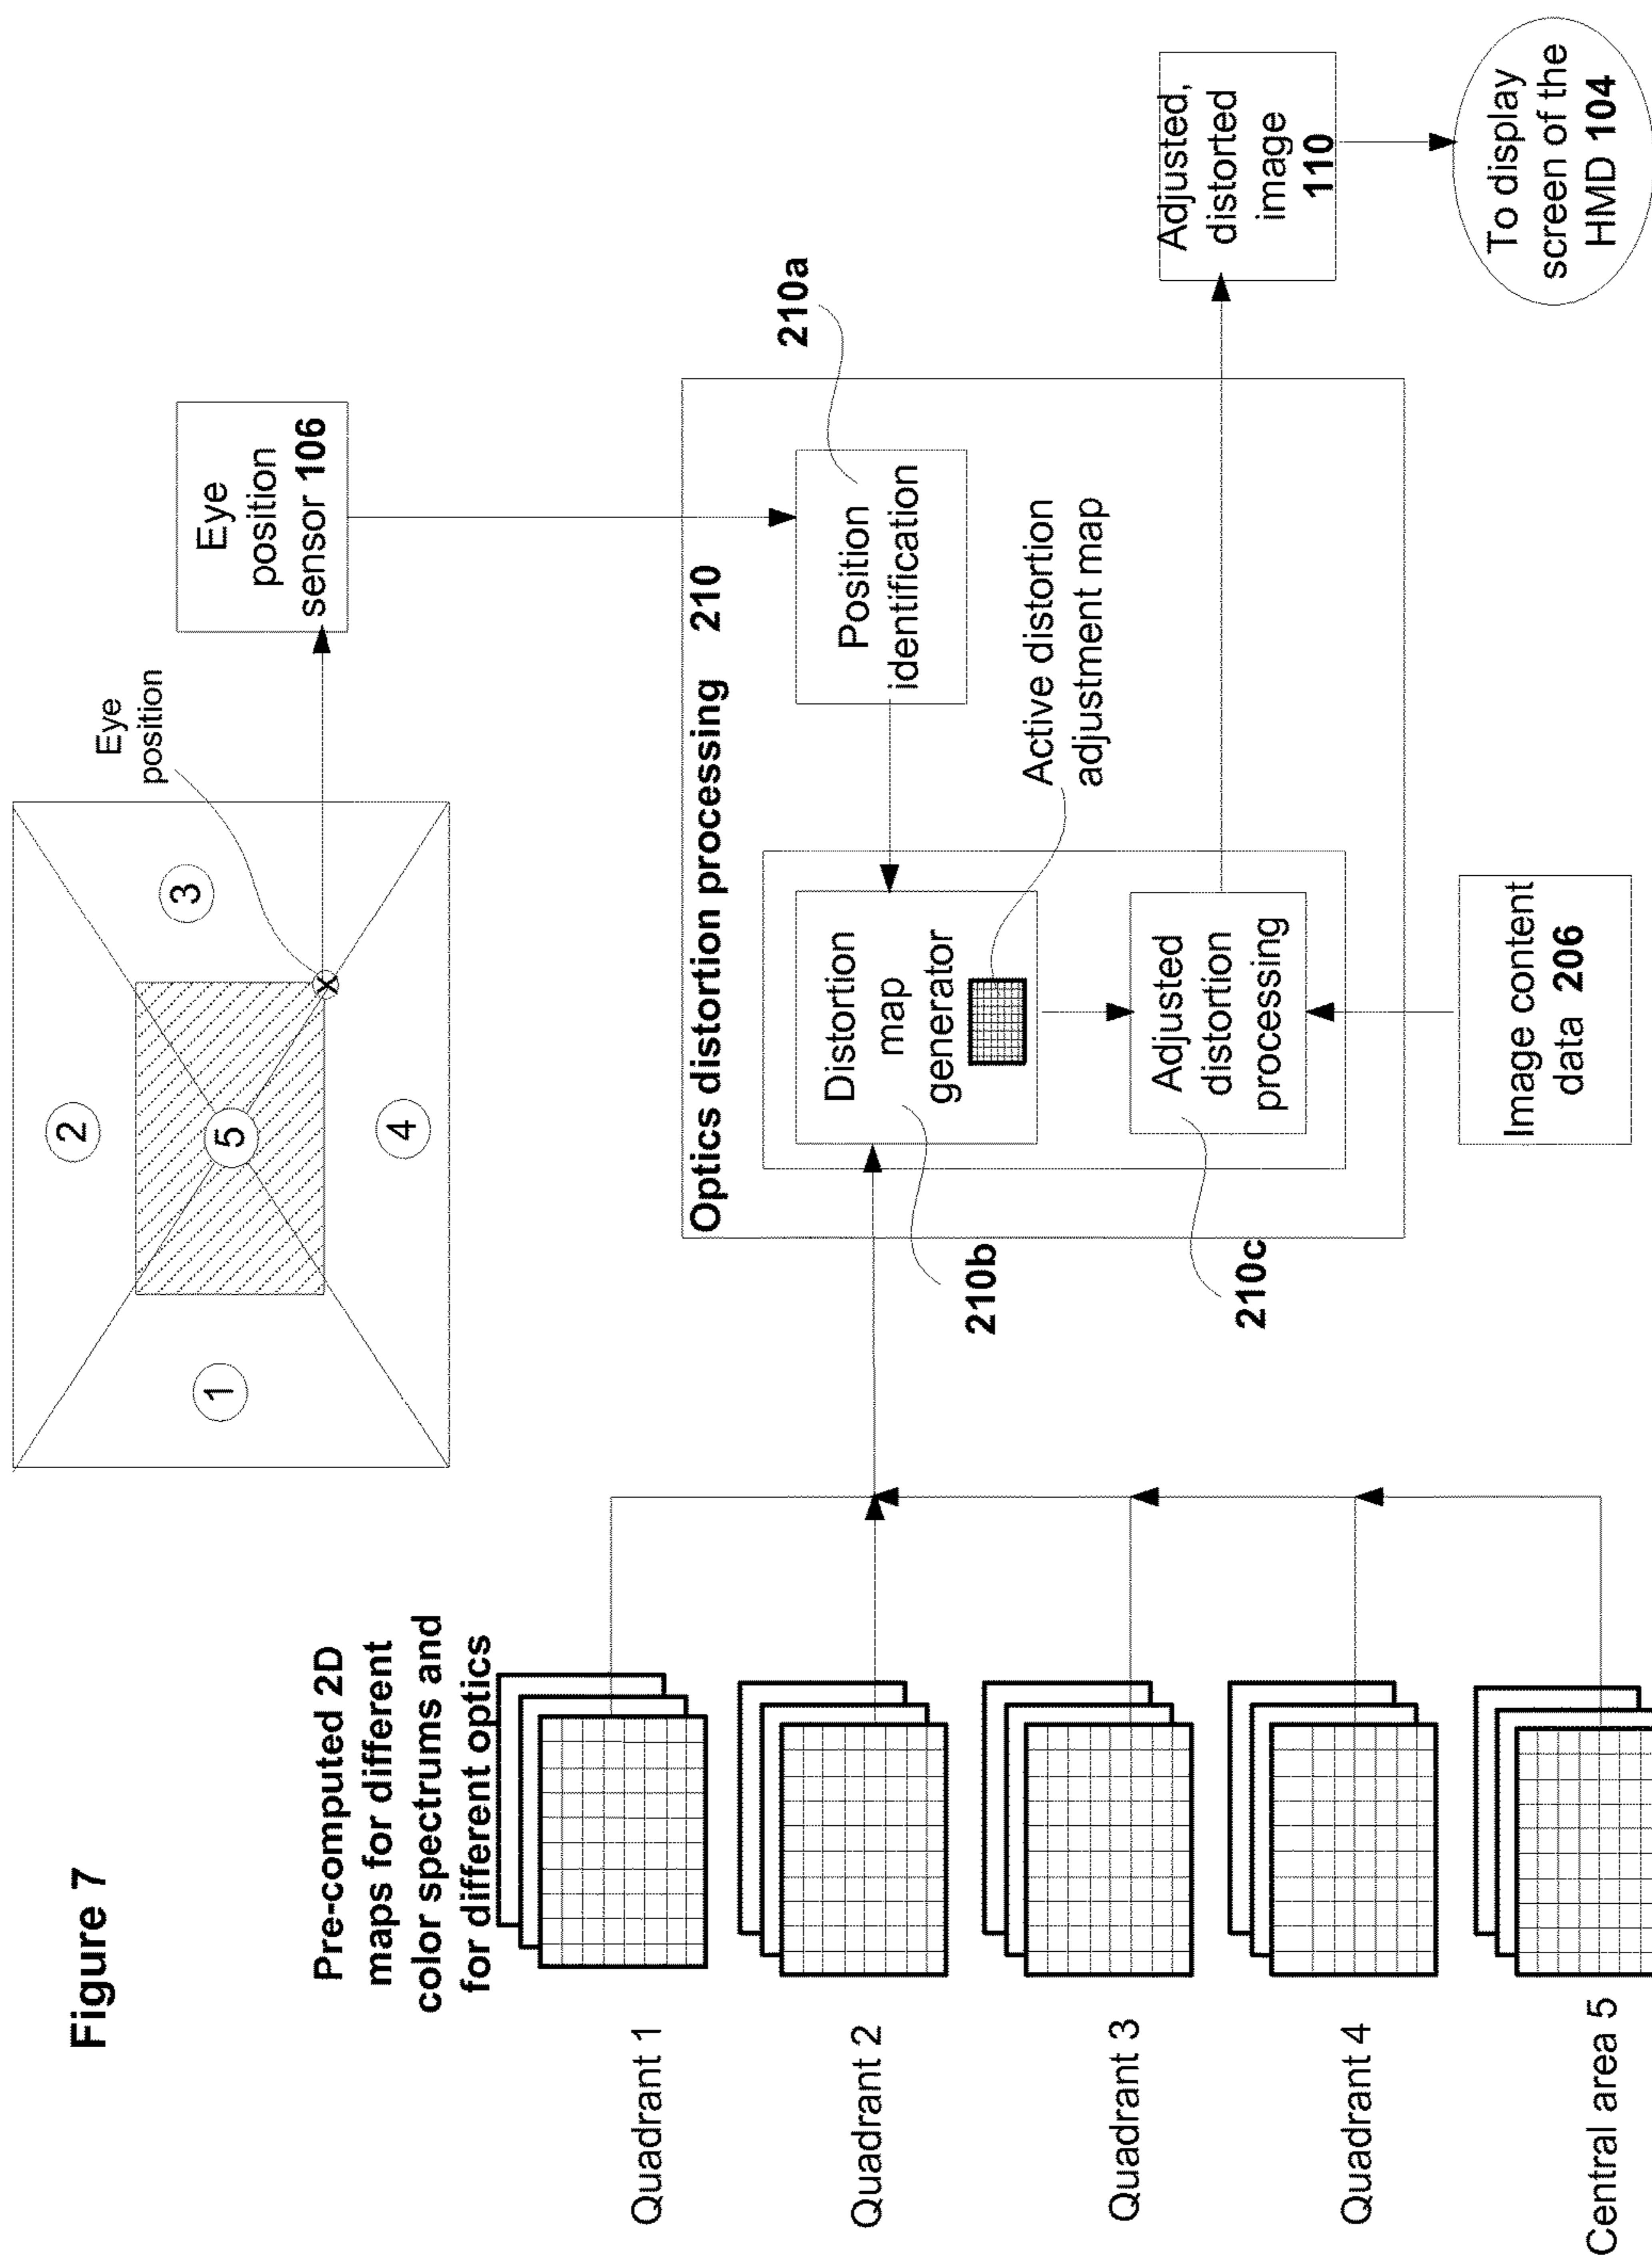 Figure 7
Pre-computed 2D
maps for different
color spectrums and
for different optics
Quadrant 1
Quadrant 2
Quadrant 3
Quadrant 4
Central area 5
1
2
3
4
5
X
Eye
position
Eye
position
sensor 106
Optics distortion processing 210
Position
identification
210a
Distortion
map
generator
210b
Active distortion
adjustment map
Adjusted
distortion
processing
210c
Image content
data 206
Adjusted,
distorted
image
110
To display
screen of the
HMD 104